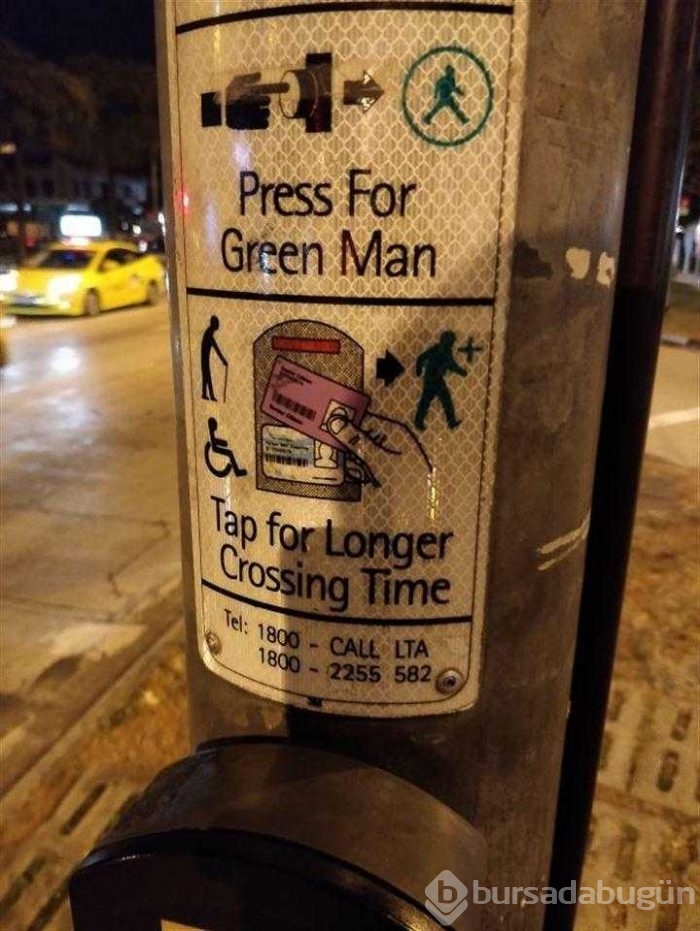 Press For
Green Man
Tap for Longer
Crossing Time
Tel: 1800 - CALL LTA
1800 - 2255 582
bursadabugün